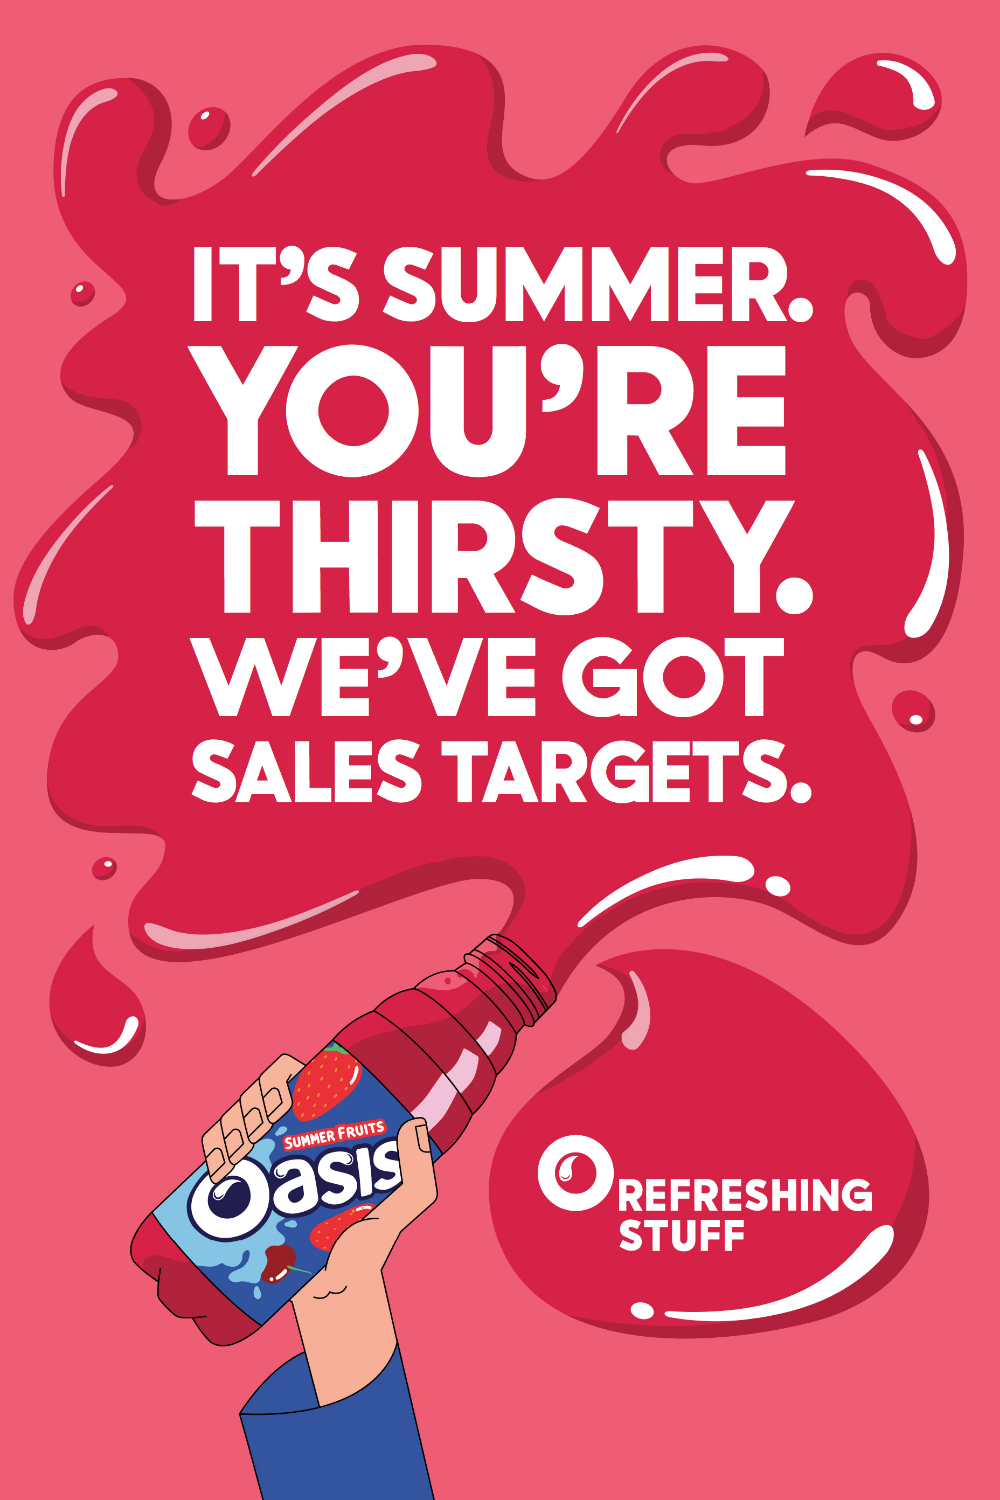 IT'S SUMMER.
YOU'RE
THIRSTY.
WE'VE GOT
SALES TARGETS.
SUMMER FRUITS
Oasis
O REFRESHING
STUFF